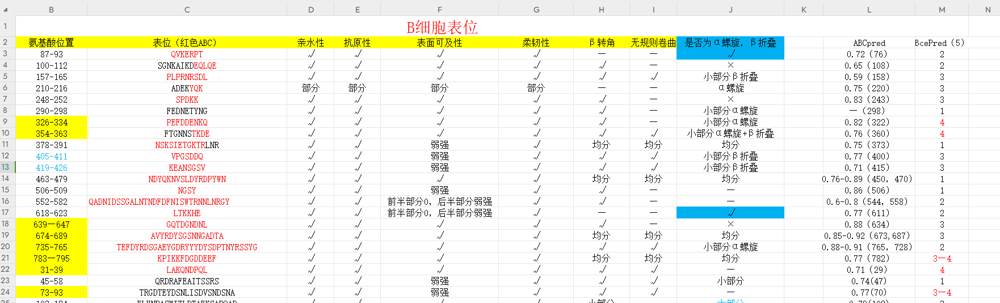 B C D E F G H I J K L M N
1 B细胞表位
2 氨基酸位置 表位（红色ABC） 亲水性 抗原性 表面可及性 柔韧性 β转角 无规则卷曲 是否为α螺旋，β折叠 ABCpred BcePred（5）
3 87-93 QVKERPT √ √ √ √ — — √ 0.72（76） 2
4 100-112 SGNKAIKDEQLQE √ √ √ √ √ — × 0.65（108） 2
5 157-165 PLPRNRSDL √ √ √ √ √ √ 小部分β折叠 0.59（158） 3
6 210-216 ADEKYQK 部分 部分 部分 部分 — — α螺旋 0.75（220） 3
7 248-252 SPDKK √ √ √ √ √ — × 0.83（243） 3
8 290-298 FEDNETYNG √ √ √ √ √ — 小部分α螺旋 —（298） 1
9 326-334 PEFDDENKQ √ √ √ √ √ — 小部分α螺旋 0.82（322） 4
10 354-363 FTGNNSTKDE √ √ √ √ √ √ 小部分α螺旋+β折叠 0.76（360） 4
11 378-391 NSKSIETGKTRLNR √ √ 弱强 √ 均分 均分 均分 0.75（373） 1
12 405-411 VPGSDDQ √ √ 弱强 √ √ √ 小部分β折叠 0.77（400） 3
13 419-426 KEANSGSV √ √ 弱强 √ √ √ 小部分β折叠 0.71（415） 3
14 463-479 NDYQKNVSLDYRDPYWN √ √ √ √ 均分 均分 均分 0.76-0.89（450，470） 1
15 506-509 NGSY √ √ 弱强 √ √ — — 0.86（506） 1
16 552-582 QADNIDSSGALNTNDFDFNISWTRNNLNRGY √ √ 前半部分0，后半部分弱强 √ √ — — 0.6-0.8（544，558） 2
17 618-623 LTKKHE √ √ 前半部分0，后半部分弱强 √ — — √ 0.77（611） 2
18 639—647 GQTDGNDNL √ √ √ √ √ — × 0.88（634） 3
19 674-689 AVYRDYSGSNNGADTA √ √ √ √ 均分 均分 均分 0.85-0.92（673,687） 3
20 735-765 TEFDYRDSGAEYGDRYYYDYSDPTNYRSSYG √ √ √ √ √ √ 小部分α螺旋 0.88-0.91（765，728） 2
21 783—795 KPIKKFDGDDEEF √ √ √ √ 均分 均分 均分 0.77（782） 3—4
22 31-39 LAKQNDPQL √ √ √ √ √ √ — 0.71（29） 4
23 45-58 QRDRAFEAITSSRS √ √ 弱强 √ √ √ 小部分 0.74(47) 1
24 73-93 TRGDTEYDSNLISDVSNDSNA √ √ 弱强 √ √ √ — 0.77(70) 3—4